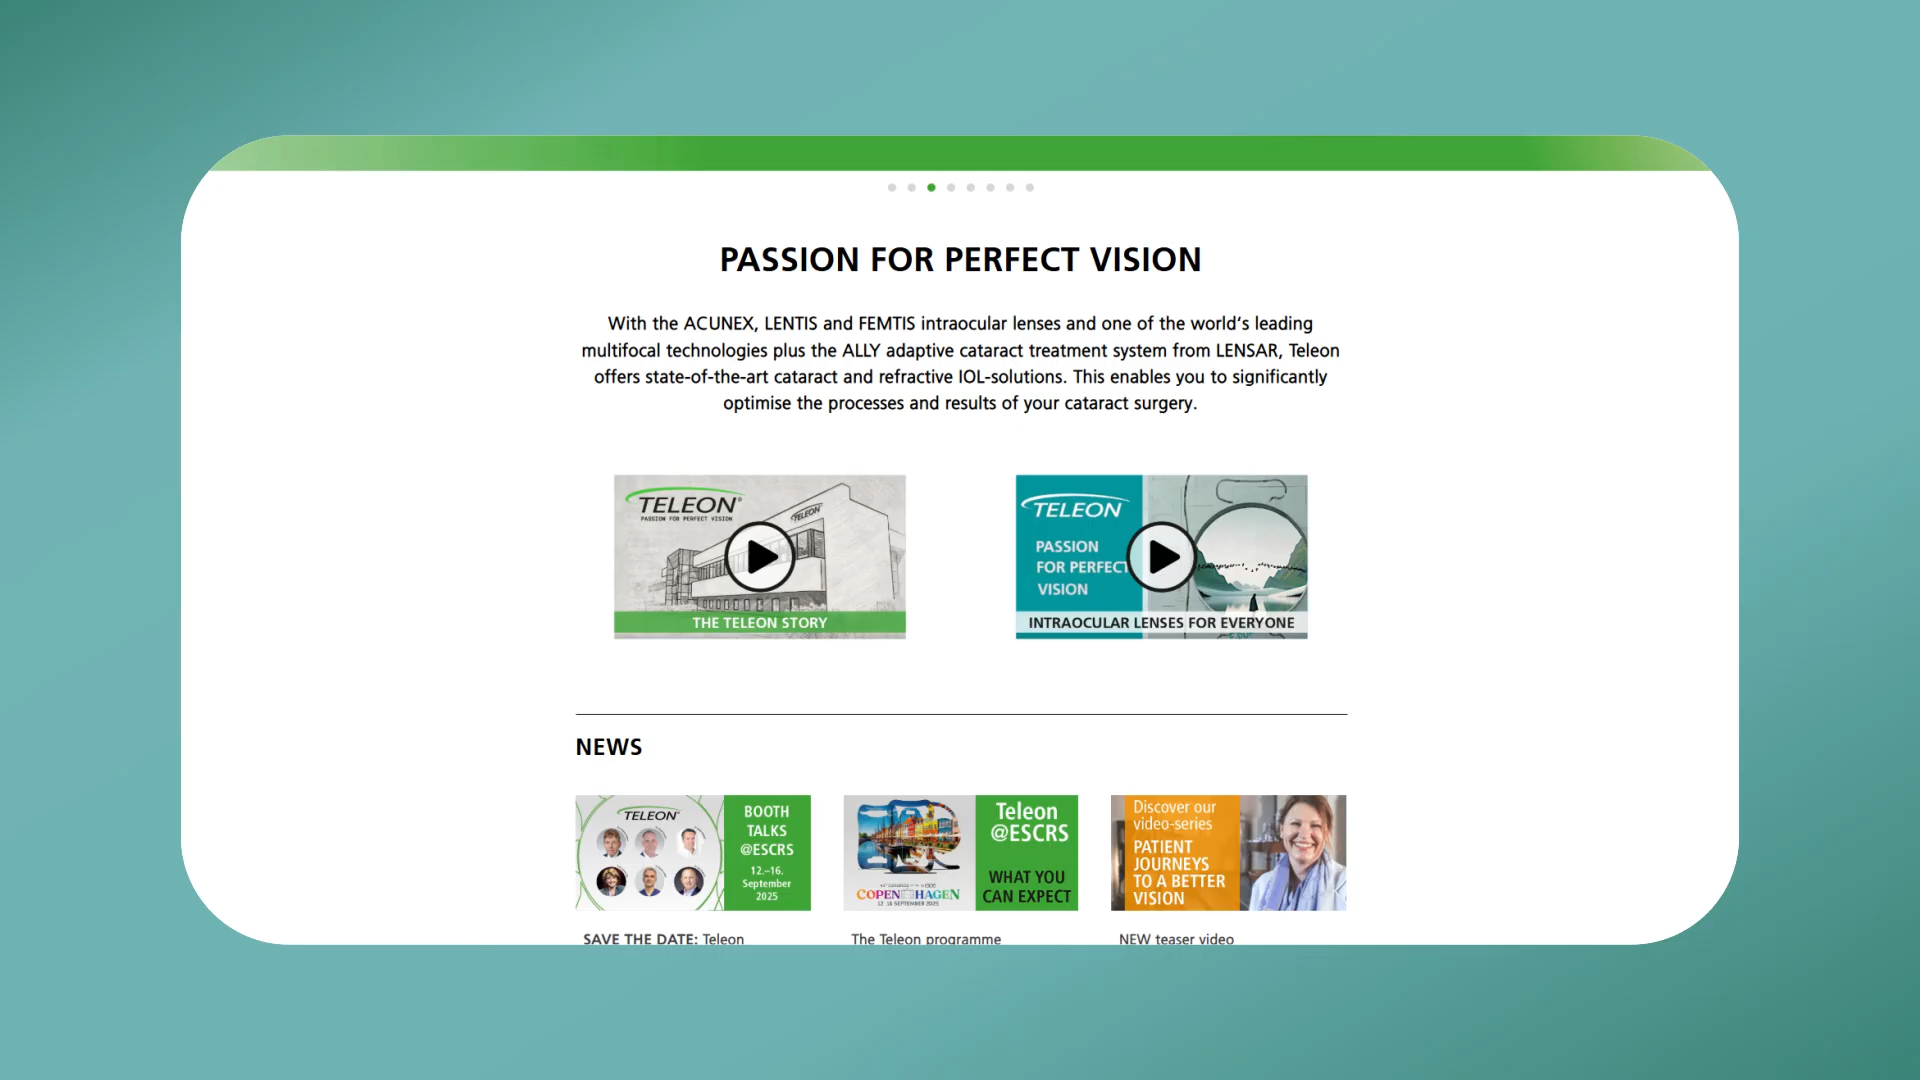 PASSION FOR PERFECT VISION
With the ACUNEX, LENTIS and FEMTIS intraocular lenses and one of the world‘s leading
multifocal technologies plus the ALLY adaptive cataract treatment system from LENSAR, Teleon
offers state-of-the-art cataract and refractive IOL-solutions. This enables you to significantly
optimise the processes and results of your cataract surgery.
TELEON®
PASSION FOR PERFECT VISION
TELEON
THE TELEON STORY
TELEON
PASSION
FOR PERFECT
VISION
INTRAOCULAR LENSES FOR EVERYONE
NEWS
TELEON
BOOTH
TALKS
@ESCRS
12.–16.
September
2025
COPENHAGEN
12-16 SEPTEMBER 2025
Teleon
@ESCRS
WHAT YOU
CAN EXPECT
Discover our
video-series
PATIENT
JOURNEYS
TO A BETTER
VISION
SAVE THE DATE: Teleon
The Teleon programme
NEW teaser video